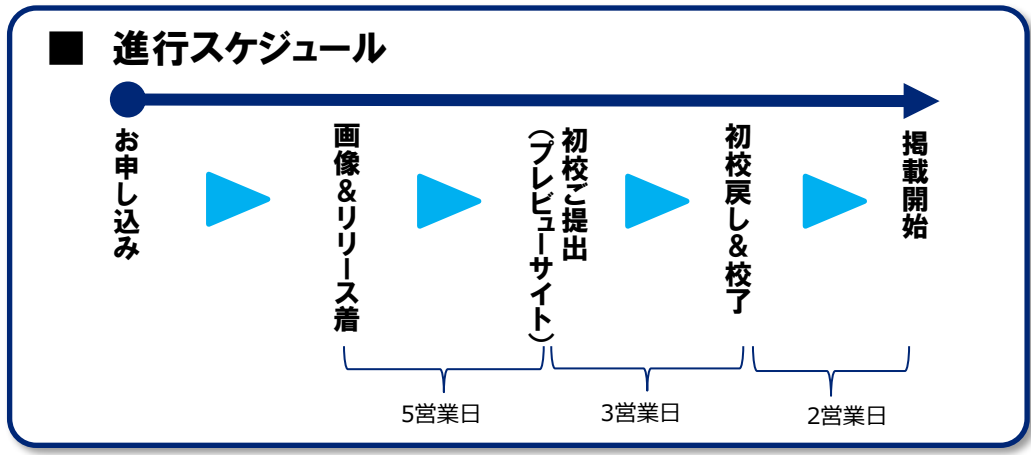 ■ 進行スケジュール
お申し込み
画像&リリース着
初校ご提出
(プレビューサイト)
初校戻し&校了
掲載開始
5営業日
3営業日
2営業日